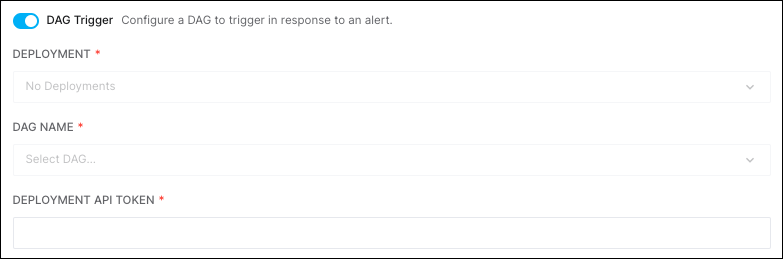 DAG Trigger Configure a DAG to trigger in response to an alert.
DEPLOYMENT *
No Deployments
DAG NAME *
Select DAG...
DEPLOYMENT API TOKEN *